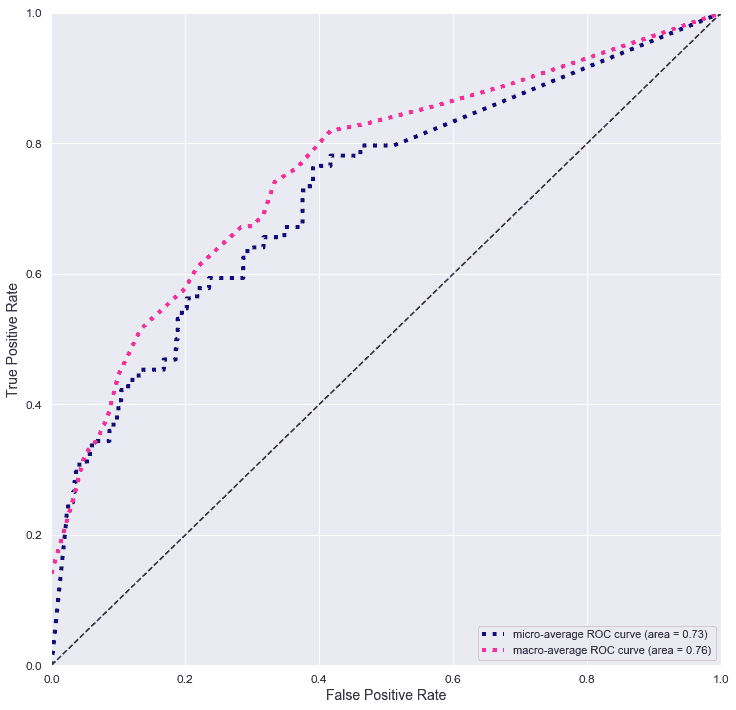 1.0
0.8
0.6
0.4
0.2
0.0
True Positive Rate
micro-average ROC curve (area = 0.73)
macro-average ROC curve (area = 0.76)
0.0 0.2 0.4 0.6 0.8 1.0
False Positive Rate